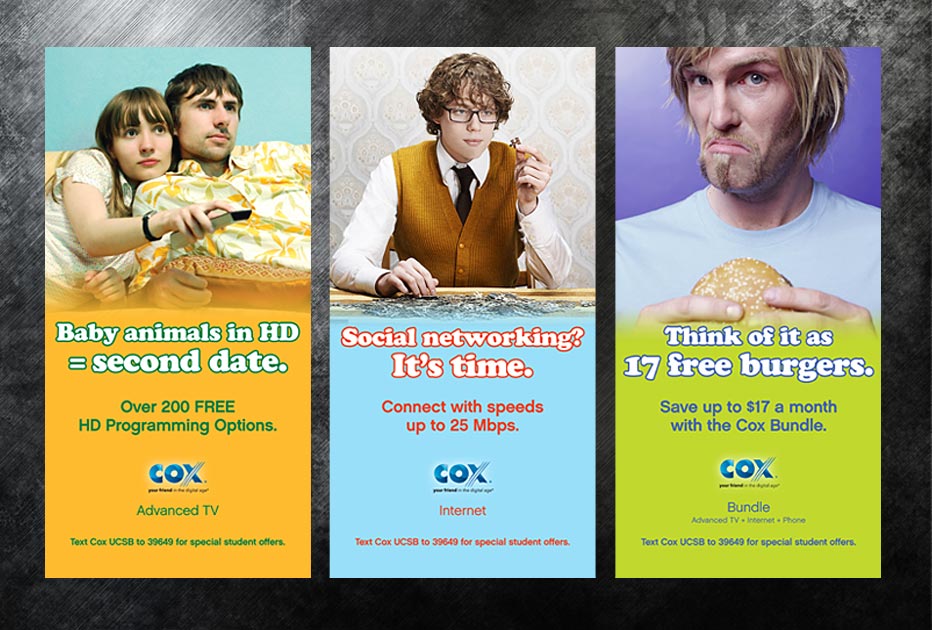 Baby animals in HD
= second date.
Over 200 FREE
HD Programming Options.
COX
your friend in the digital age®
Advanced TV
Text Cox UCSB to 39649 for special student offers.
Social networking?
It's time.
Connect with speeds
up to 25 Mbps.
COX
your friend in the digital age®
Internet
Text Cox UCSB to 39649 for special student offers.
Think of it as
17 free burgers.
Save up to $17 a month
with the Cox Bundle.
COX
your friend in the digital age®
Bundle
Advanced TV + Internet + Phone
Text Cox UCSB to 39649 for special student offers.